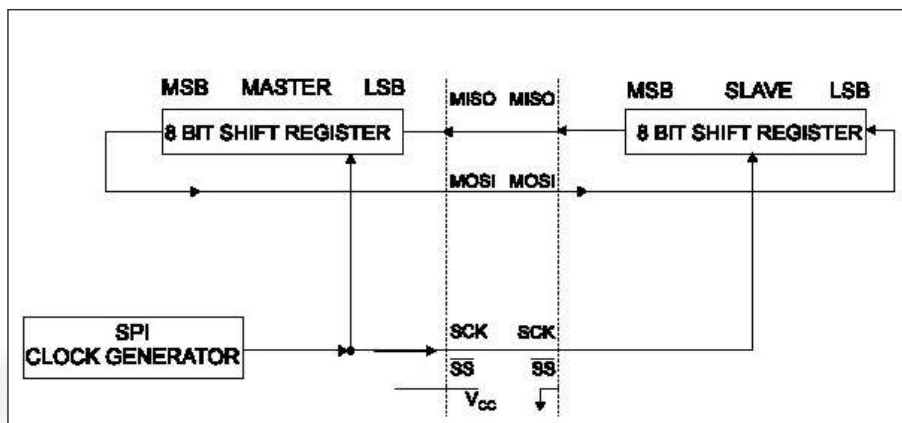 MSB MASTER LSB
MISO MISO
MSB SLAVE LSB
8 BIT SHIFT REGISTER
8 BIT SHIFT REGISTER
MOSI MOSI
SPI
CLOCK GENERATOR
SCK SCK
SS SS
VCC